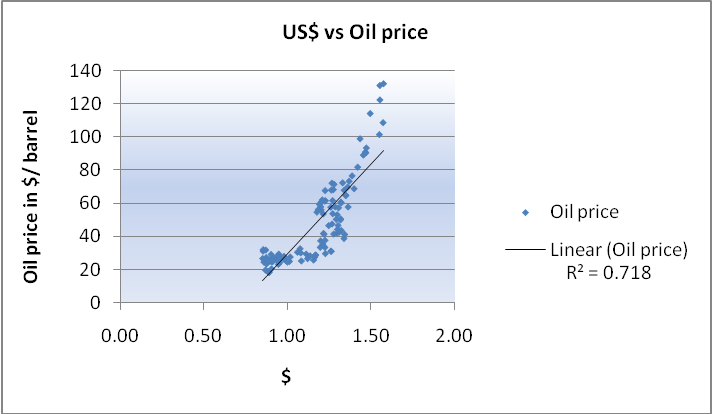 US$ vs Oil price
Oil price in $/ barrel
140
120
100
80
60
40
20
0
0.00 0.50 1.00 1.50 2.00
$
Oil price
Linear (Oil price)
R² = 0.718